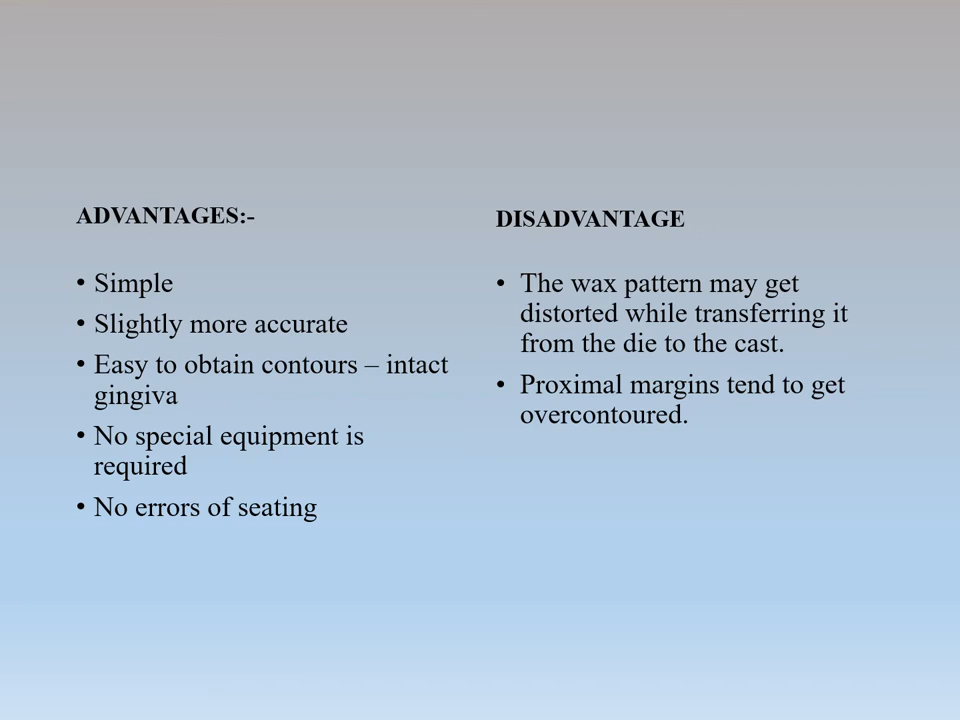 ADVANTAGES:-
• Simple
• Slightly more accurate
• Easy to obtain contours – intact
gingiva
• No special equipment is
required
• No errors of seating
DISADVANTAGE
• The wax pattern may get
distorted while transferring it
from the die to the cast.
• Proximal margins tend to get
overcontoured.